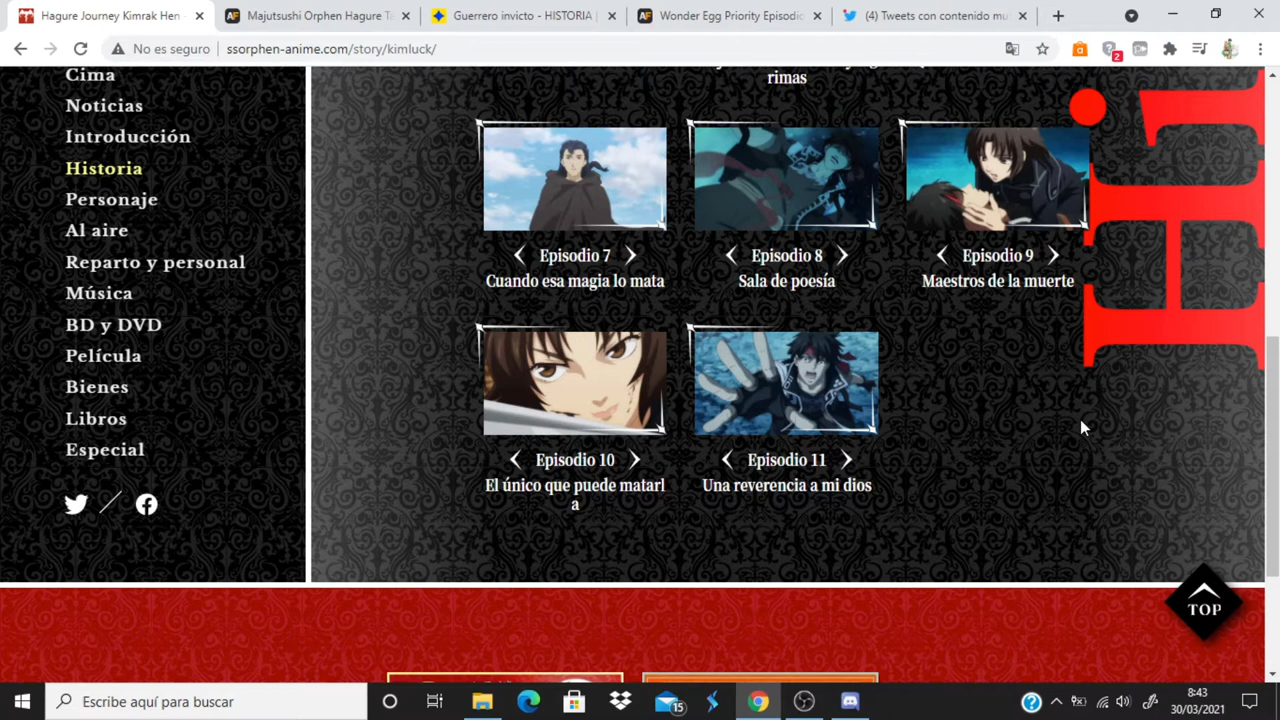 Hagure Journey Kimrak Hen -
Majutsushi Orphen Hagure Ta
Guerrero invicto - HISTORIA |
Wonder Egg Priority Episodio
(4) Tweets con contenido mu
No es seguro
ssorphen-anime.com/story/kimluck/
2
Cima
Noticias
Introducción
Historia
Personaje
Al aire
Reparto y personal
Música
BD y DVD
Película
Bienes
Libros
Especial
rimas
Episodio 7
Cuando esa magia lo mata
Episodio 8
Sala de poesía
Episodio 9
Maestros de la muerte
Episodio 10
El único que puede matarl
a
Episodio 11
Una reverencia a mi dios
TOP
Escribe aquí para buscar
15
8:43
30/03/2021